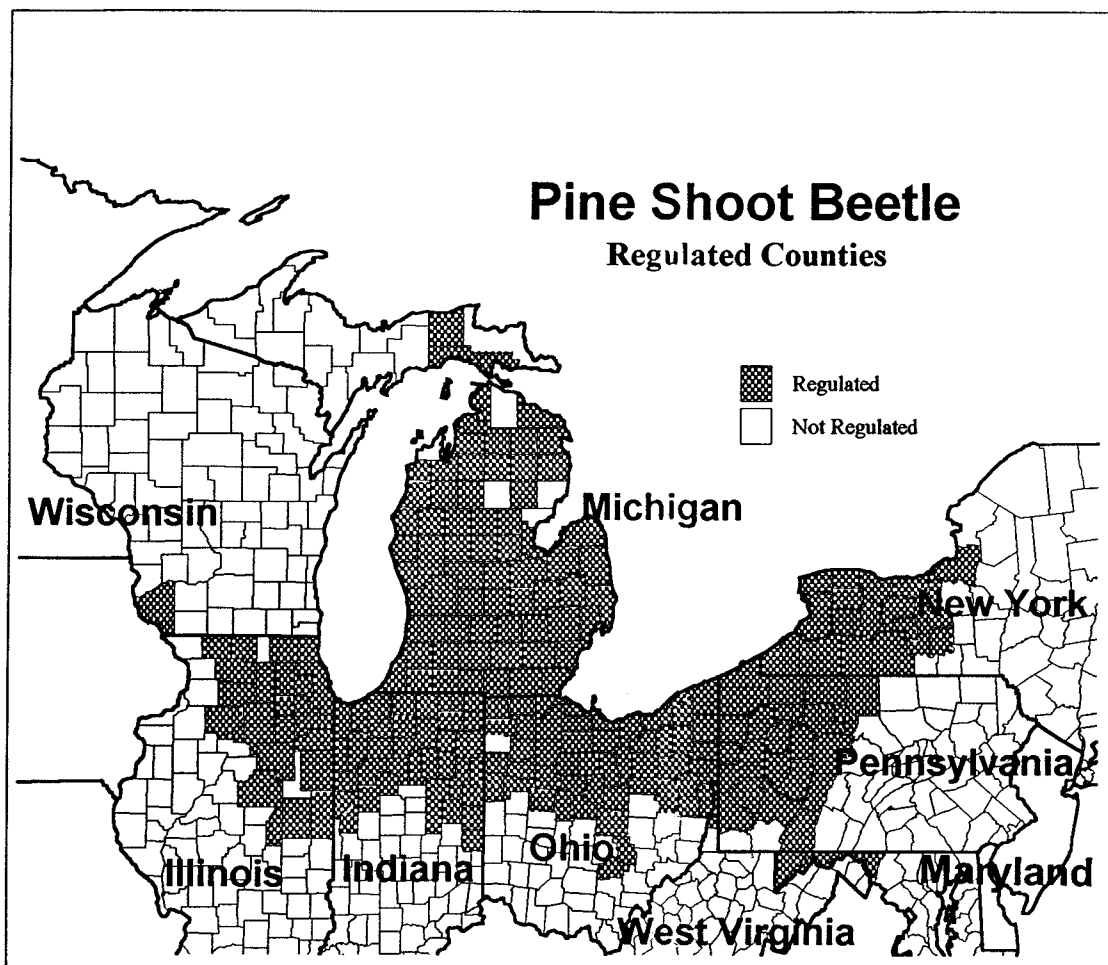 Pine Shoot Beetle
Regulated Counties
Regulated
Not Regulated
Wisconsin
Michigan
New York
Pennsylvania
Illinois
Indiana
Ohio
Maryland
West Virginia